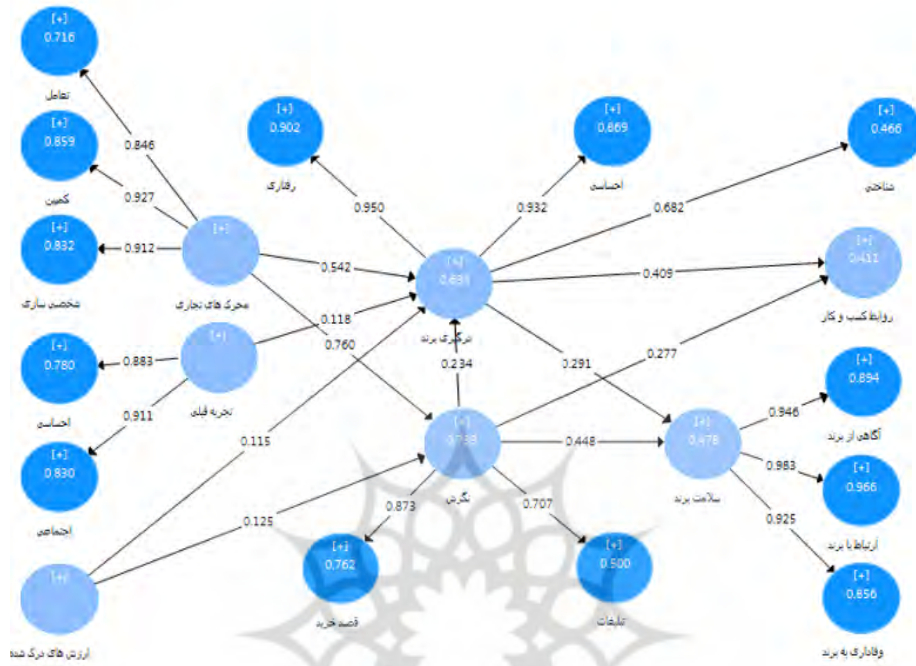 [+]
0.716
تعامل
[+]
0.859
کمپین
[+]
0.832
شخصی سازی
[+]
0.780
احساسی
[+]
0.830
اجتماعی
[+]
ارزش های درک شده
0.846
0.927
0.912
0.883
0.911
[+]
محرک های تجاری
[+]
تجربه قبلی
[+]
0.902
رفتاری
[+]
0.869
احساسی
[+]
0.466
شناختی
0.950
0.932
0.682
0.542
0.118
0.760
0.115
0.125
0.234
[+]
درگیری برند
0.409
0.277
0.291
0.448
[+]
0.411
روابط کسب و کار
[+]
نگرش
0.873
0.707
[+]
0.762
قصد خرید
[+]
0.500
تبلیغات
[+]
0.478
سلامت برند
0.946
0.983
0.925
[+]
0.894
آگاهی از برند
[+]
0.966
ارتباط با برند
[+]
0.856
وفاداری به برند